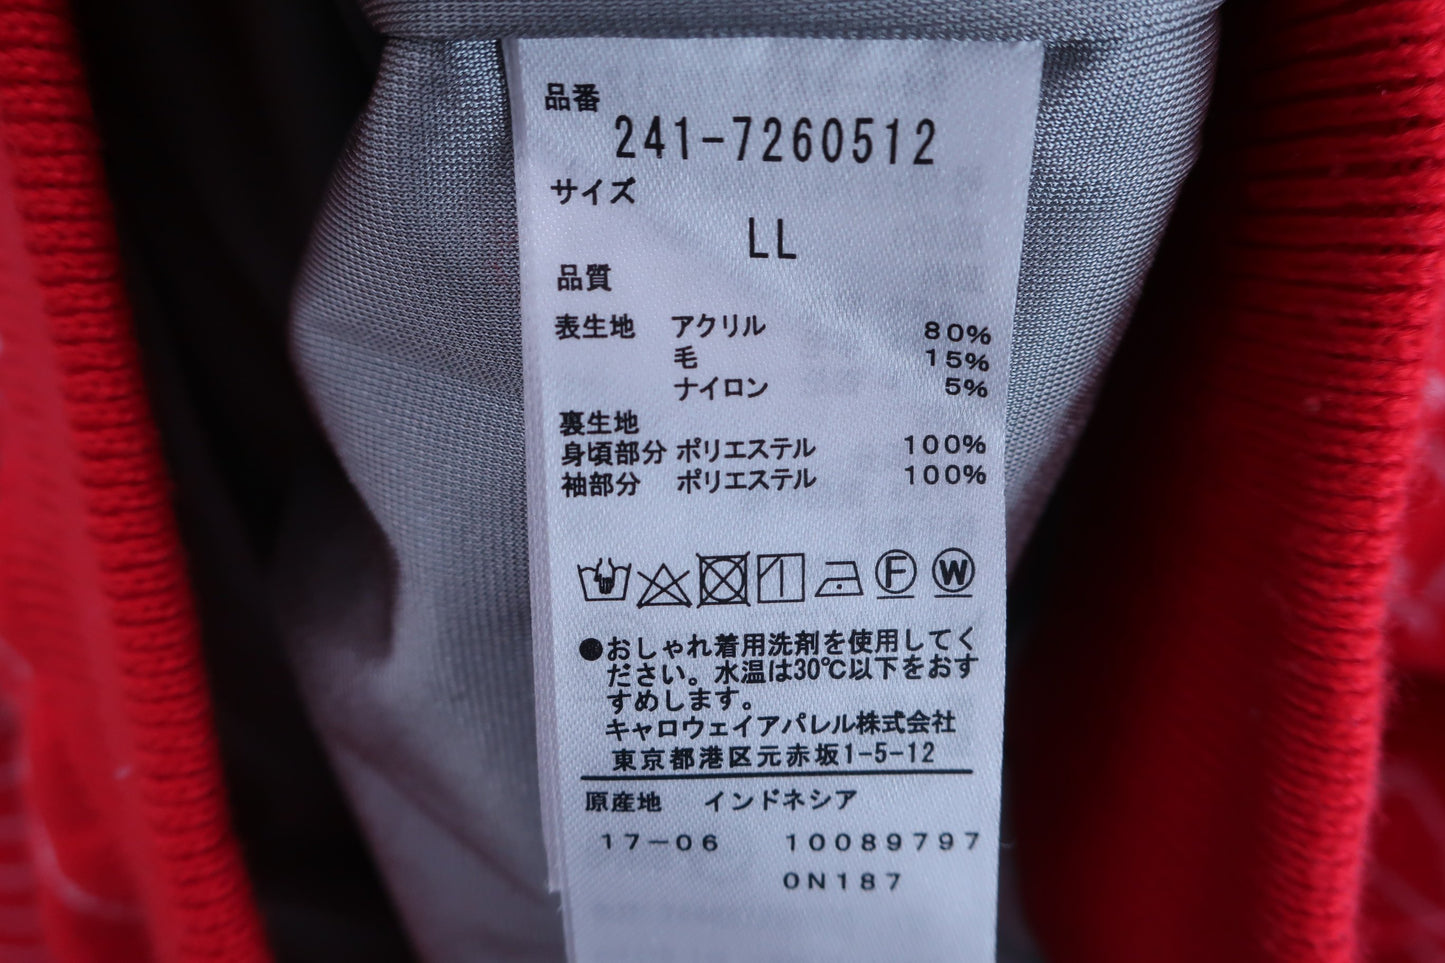 品番
241-7260512
サイズ
LL
品質
表生地 アクリル 80%
毛 15%
ナイロン 5%
裏生地
身頃部分 ポリエステル 100%
袖部分 ポリエステル 100%
F W
●おしゃれ着用洗剤を使用してく
ださい。水温は30℃以下をおす
すめします。
キャロウェイアパレル株式会社
東京都港区元赤坂1-5-12
原産地 インドネシア
17-06 10089797
0N187